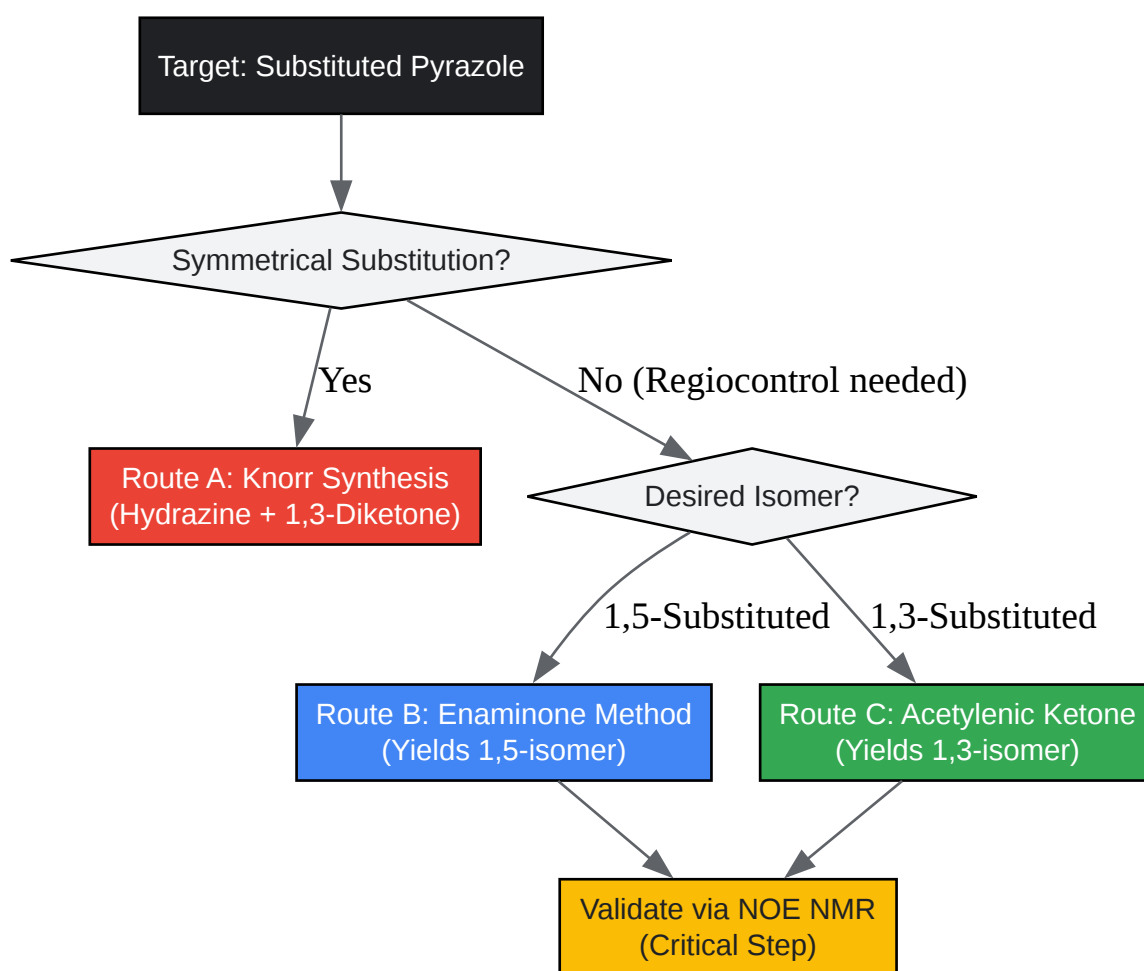 Target: Substituted Pyrazole
Symmetrical Substitution?
Yes
No (Regiocontrol needed)
Route A: Knorr Synthesis
(Hydrazine + 1,3-Diketone)
Desired Isomer?
1,5-Substituted
1,3-Substituted
Route B: Enaminone Method
(Yields 1,5-isomer)
Route C: Acetylenic Ketone
(Yields 1,3-isomer)
Validate via NOE NMR
(Critical Step)